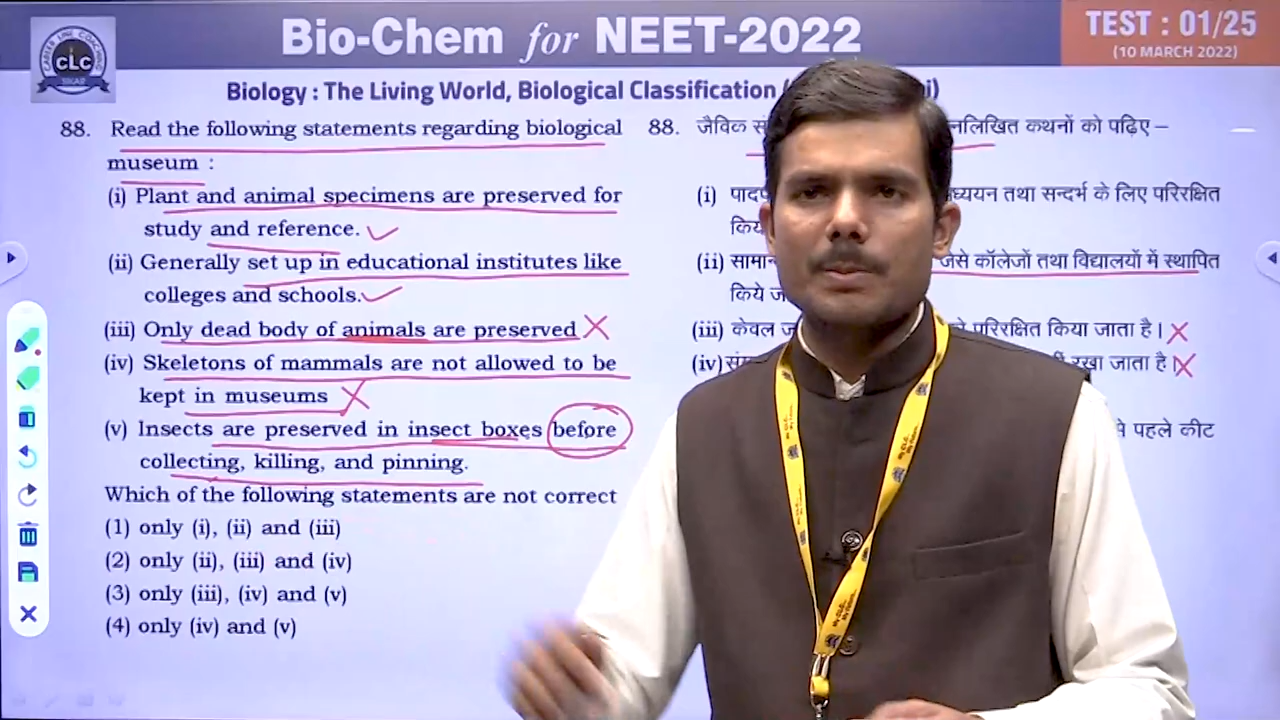 Bio-Chem for NEET-2022
TEST : 01/25
(10 MARCH 2022)
CAREER LINE COACHING
CLC
SIKAR
Biology : The Living World, Biological Classification
88. Read the following statements regarding biological
museum :
(i) Plant and animal specimens are preserved for
study and reference.
(ii) Generally set up in educational institutes like
colleges and schools.
(iii) Only dead body of animals are preserved
(iv) Skeletons of mammals are not allowed to be
kept in museums
(v) Insects are preserved in insect boxes before
collecting, killing, and pinning.
Which of the following statements are not correct
(1) only (i), (ii) and (iii)
(2) only (ii), (iii) and (iv)
(3) only (iii), (iv) and (v)
(4) only (iv) and (v)
88. जैविक कथनों को पढ़िए –
(i) तथा सन्दर्भ के लिए परिरक्षित
(ii) जैसे कॉलेजों तथा विद्यालयों में स्थापित
किये
(iii) केवल परिरक्षित किया जाता है।
(iv) रखा जाता है।
पहले कीट